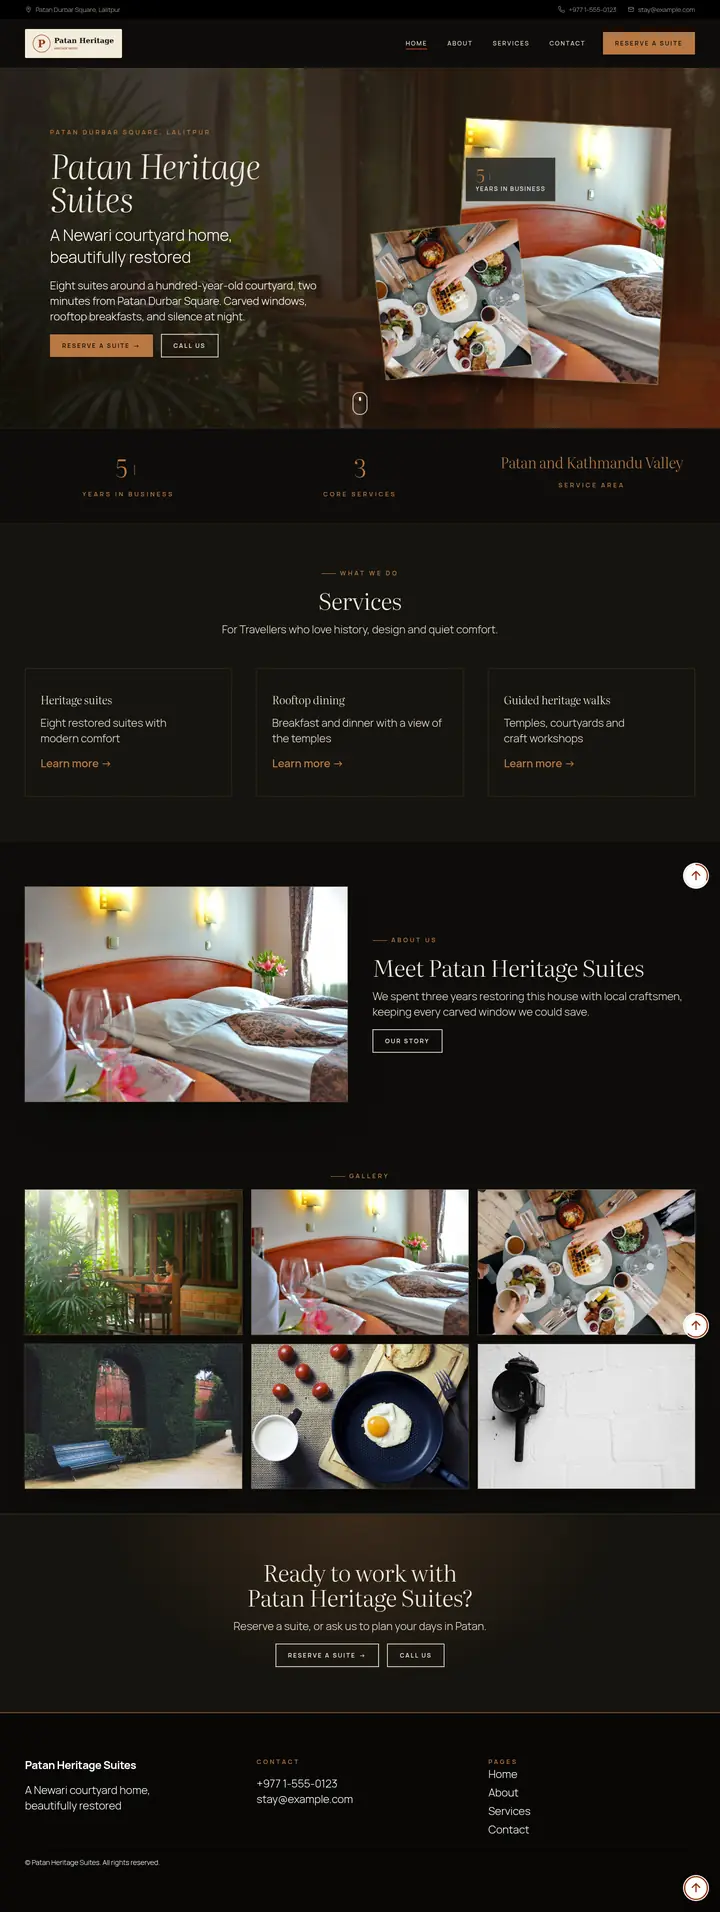 Patan Durbar Square, Lalitpur
+977 1-555-0123
stay@example.com
P Patan Heritage
HOME
ABOUT
SERVICES
CONTACT
RESERVE A SUITE
PATAN DURBAR SQUARE, LALITPUR
Patan Heritage
Suites
A Newari courtyard home,
beautifully restored
Eight suites around a hundred-year-old courtyard, two
minutes from Patan Durbar Square. Carved windows,
rooftop breakfasts, and silence at night.
RESERVE A SUITE →
CALL US
5
YEARS IN BUSINESS
5
YEARS IN BUSINESS
3
CORE SERVICES
Patan and Kathmandu Valley
SERVICE AREA
WHAT WE DO
Services
For Travellers who love history, design and quiet comfort.
Heritage suites
Eight restored suites with
modern comfort
Learn more →
Rooftop dining
Breakfast and dinner with a view of
the temples
Learn more →
Guided heritage walks
Temples, courtyards and
craft workshops
Learn more →
ABOUT US
Meet Patan Heritage Suites
We spent three years restoring this house with local craftsmen,
keeping every carved window we could save.
OUR STORY
GALLERY
Ready to work with
Patan Heritage Suites?
Reserve a suite, or ask us to plan your days in Patan.
RESERVE A SUITE →
CALL US
Patan Heritage Suites
A Newari courtyard home,
beautifully restored
CONTACT
+977 1-555-0123
stay@example.com
PAGES
Home
About
Services
Contact
© Patan Heritage Suites. All rights reserved.